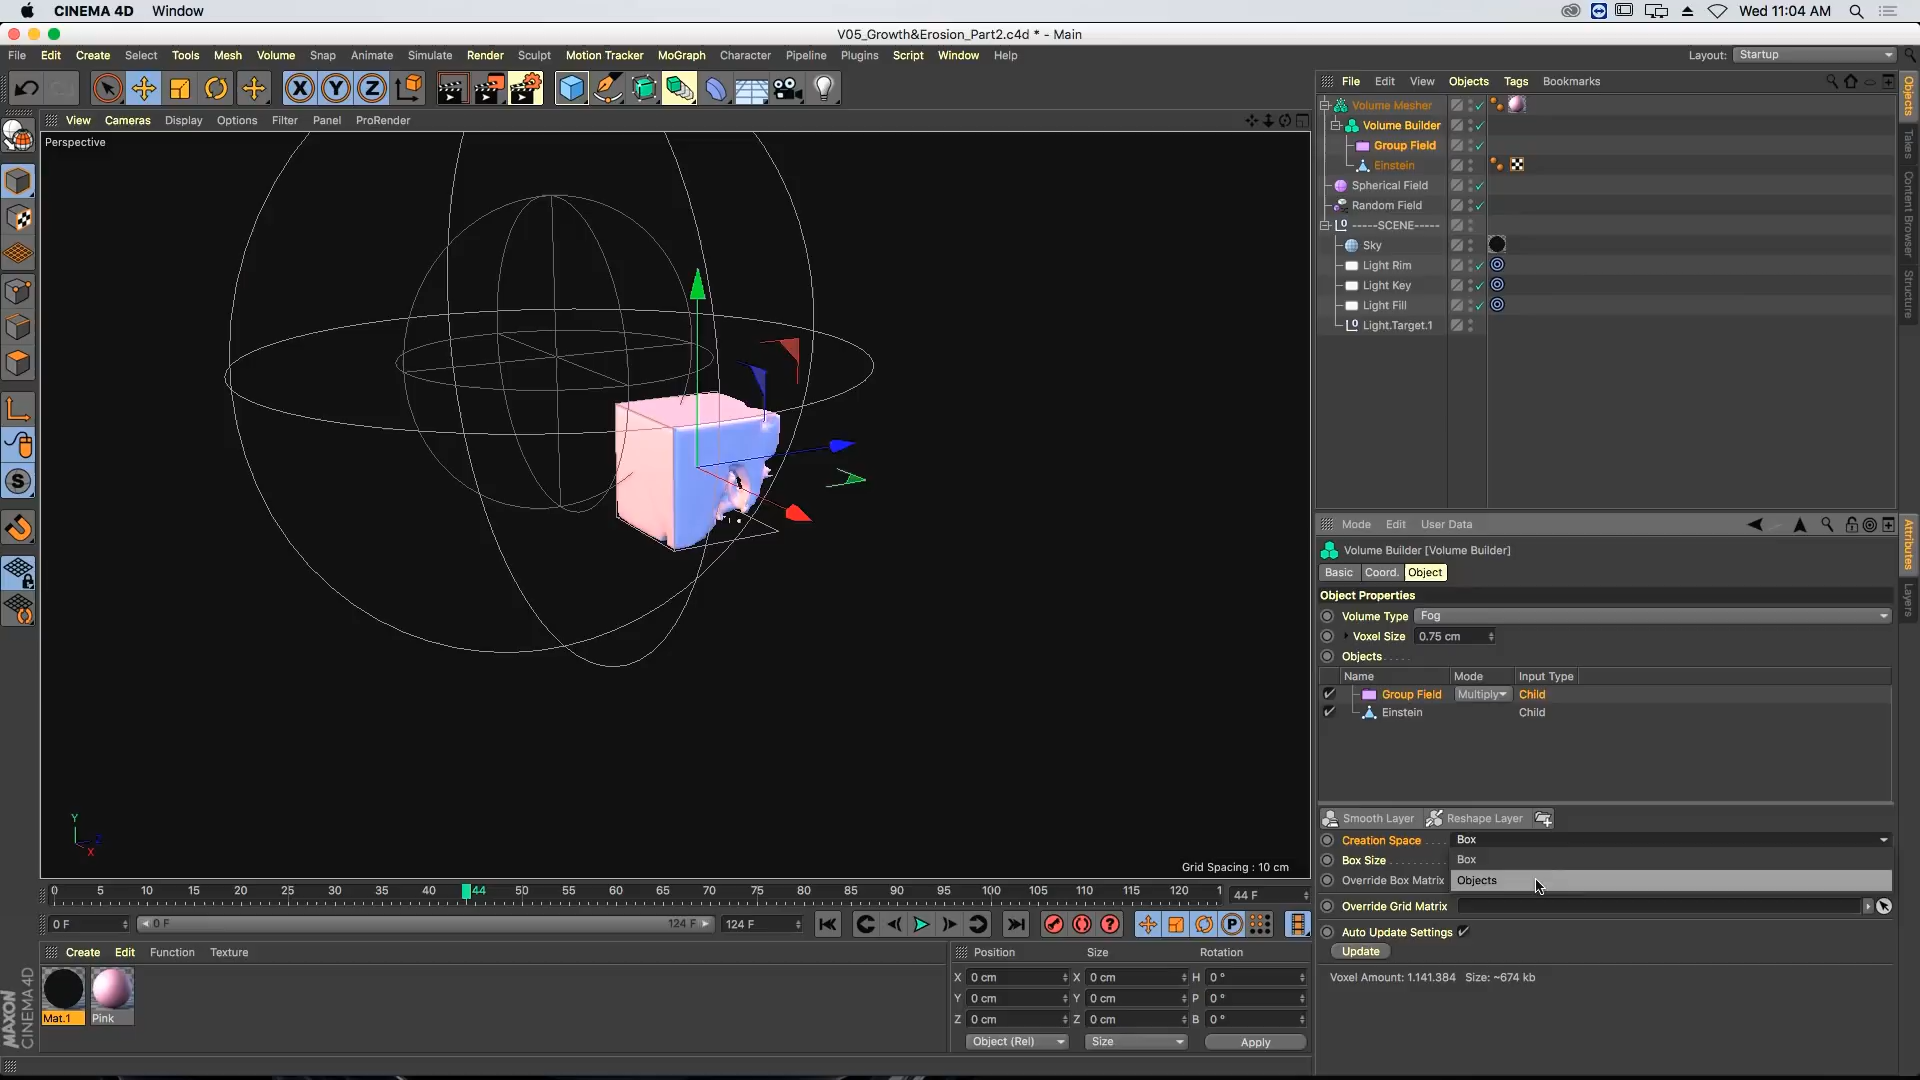 CINEMA 4D Window
Wed 11:04 AM
V05_Growth&Erosion_Part2.c4d * - Main
File Edit Create Select Tools Mesh Volume Snap Animate Simulate Render Sculpt Motion Tracker MoGraph Character Pipeline Plugins Script Window Help
Layout: Startup
View Cameras Display Options Filter Panel ProRender
Perspective
Grid Spacing : 10 cm
0 5 10 15 20 25 30 35 40 44 50 55 60 65 70 75 80 85 90 95 100 105 110 115 120 1
44 F
0 F 0 F 124 F 124 F
Create Edit Function Texture
Mat.1 Pink
MAXON CINEMA 4D
Position Size Rotation
X 0 cm X 0 cm H 0 °
Y 0 cm Y 0 cm P 0 °
Z 0 cm Z 0 cm B 0 °
Object (Rel) Size Apply
File Edit View Objects Tags Bookmarks
Volume Mesher
Volume Builder
Group Field
Einstein
Spherical Field
Random Field
-----SCENE-----
Sky
Light Rim
Light Key
Light Fill
Light.Target.1
Objects
Takes
Content Browser
Structure
Mode Edit User Data
Volume Builder [Volume Builder]
Basic Coord. Object
Object Properties
Volume Type Fog
Voxel Size 0.75 cm
Objects . . . . .
Name Mode Input Type
Group Field Multiply Child
Einstein Child
Smooth Layer Reshape Layer
Creation Space . . . . Box
Box Size . . . . . . . . . Box
Override Box Matrix Objects
Override Grid Matrix
Auto Update Settings
Update
Voxel Amount: 1.141.384 Size: ~674 kb
Attributes
Layers
X Y Z
S
P
Y
X